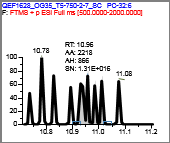 QEF1628_OG35_T5-750-2-7_SC PC-32:6
F: FTMS + p ESI Full ms [500.0000-2000.0000]
10.78
RT: 10.96
AA: 2218
AH: 866
SN: 1.31E+016
11.08
100
80
60
40
20
0
10.8 10.9 11.0 11.1 11.2